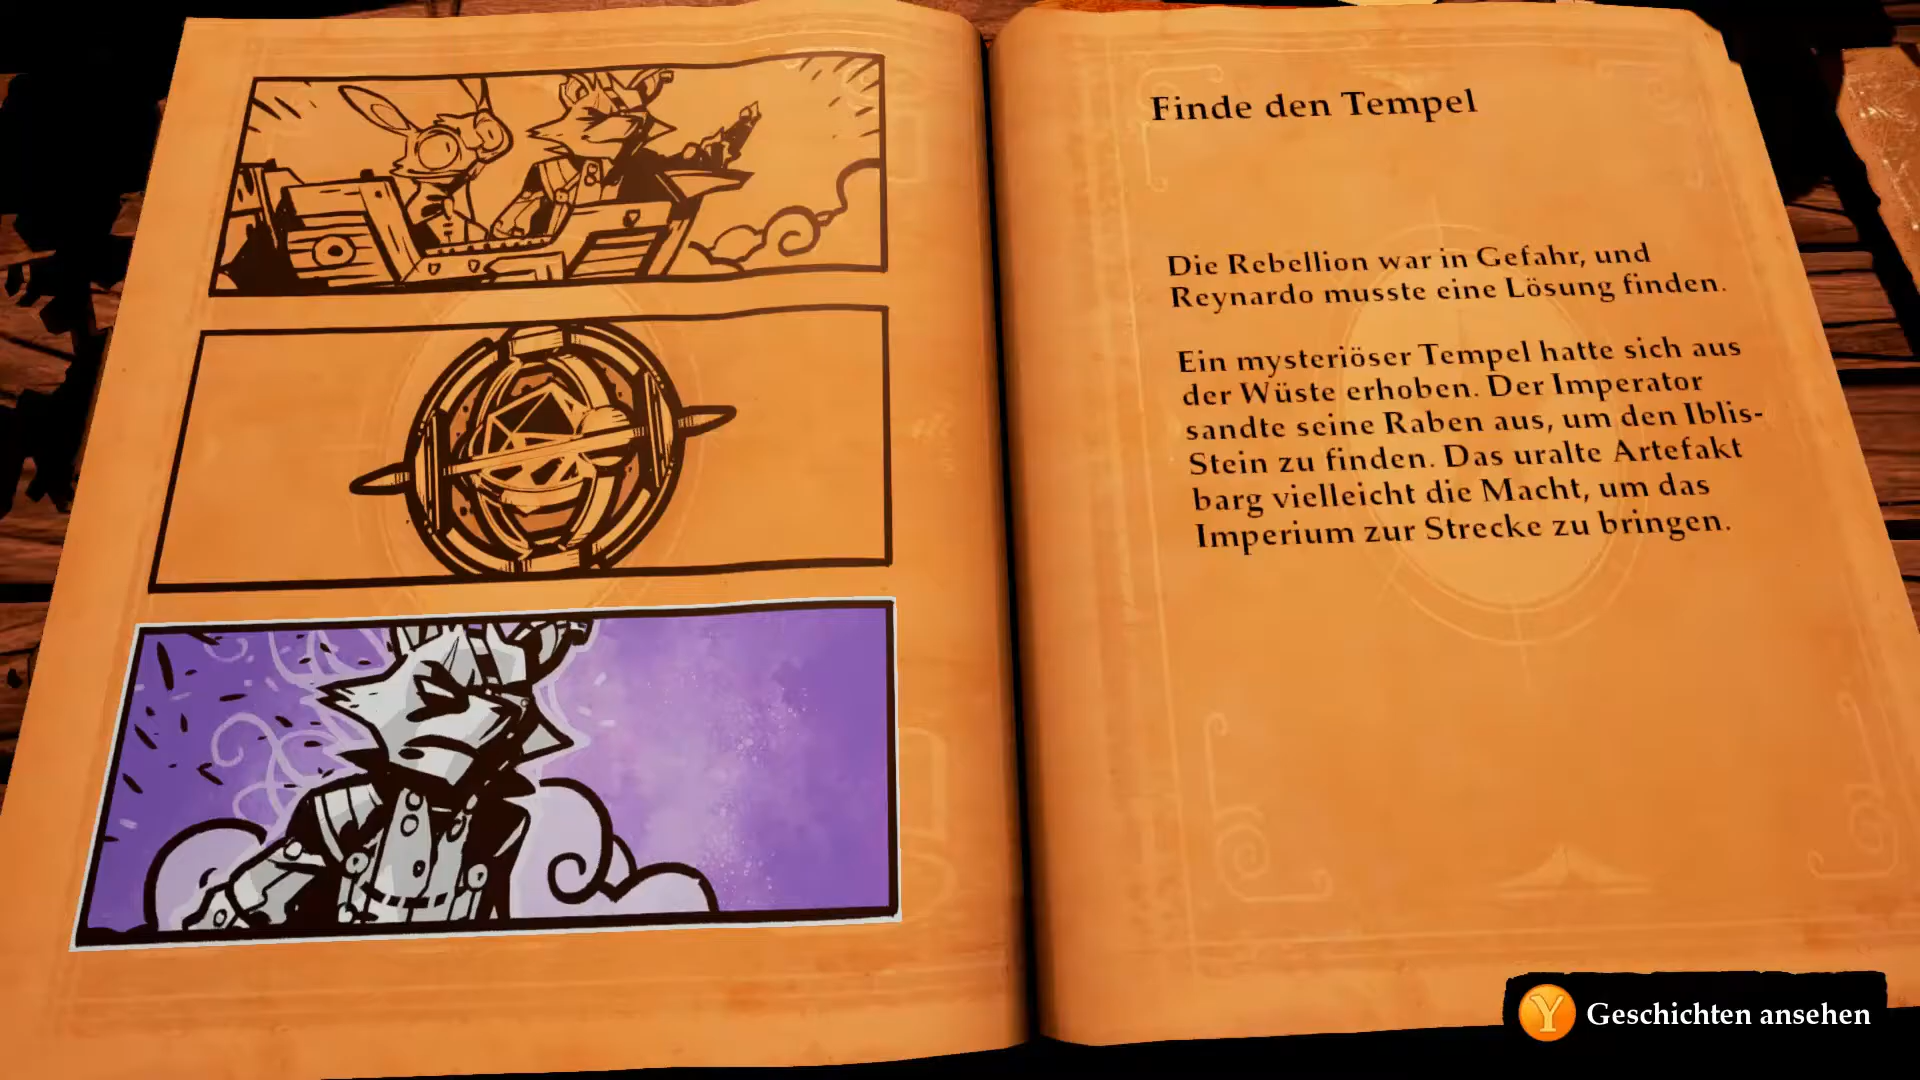 Finde den Tempel
Die Rebellion war in Gefahr, und
Reynardo musste eine Lösung finden.
Ein mysteriöser Tempel hatte sich aus
der Wüste erhoben. Der Imperator
sandte seine Raben aus, um den Iblis-
Stein zu finden. Das uralte Artefakt
barg vielleicht die Macht, um das
Imperium zur Strecke zu bringen.
Y Geschichten ansehen